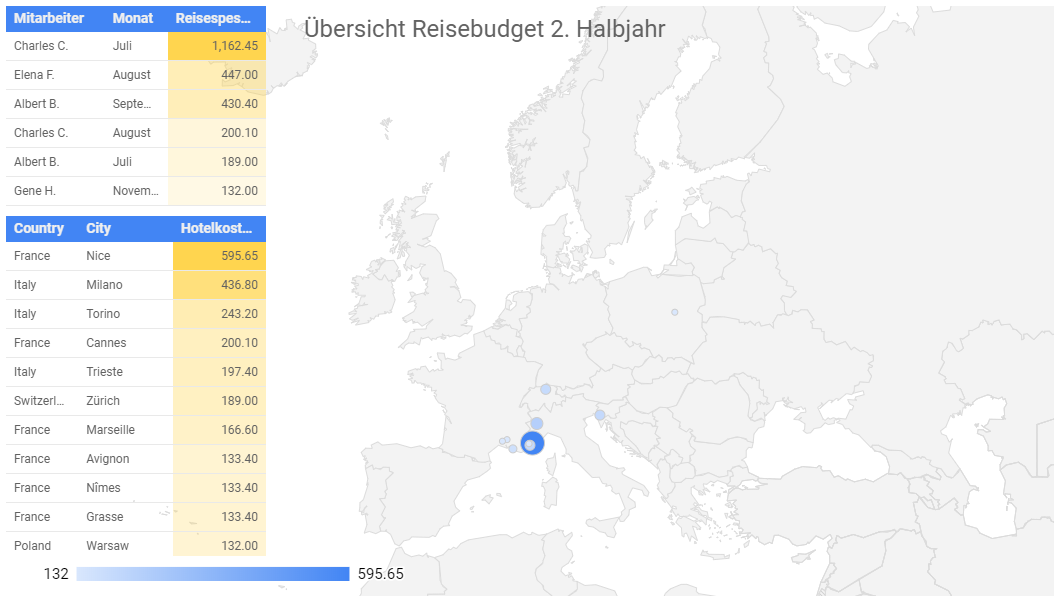 Übersicht Reisebudget 2. Halbjahr
Mitarbeiter Monat Reisespes...
Charles C. Juli 1,162.45
Elena F. August 447.00
Albert B. Septe... 430.40
Charles C. August 200.10
Albert B. Juli 189.00
Gene H. Novem... 132.00
Country City Hotelkost...
France Nice 595.65
Italy Milano 436.80
Italy Torino 243.20
France Cannes 200.10
Italy Trieste 197.40
Switzerl... Zürich 189.00
France Marseille 166.60
France Avignon 133.40
France Nîmes 133.40
France Grasse 133.40
Poland Warsaw 132.00
132 595.65